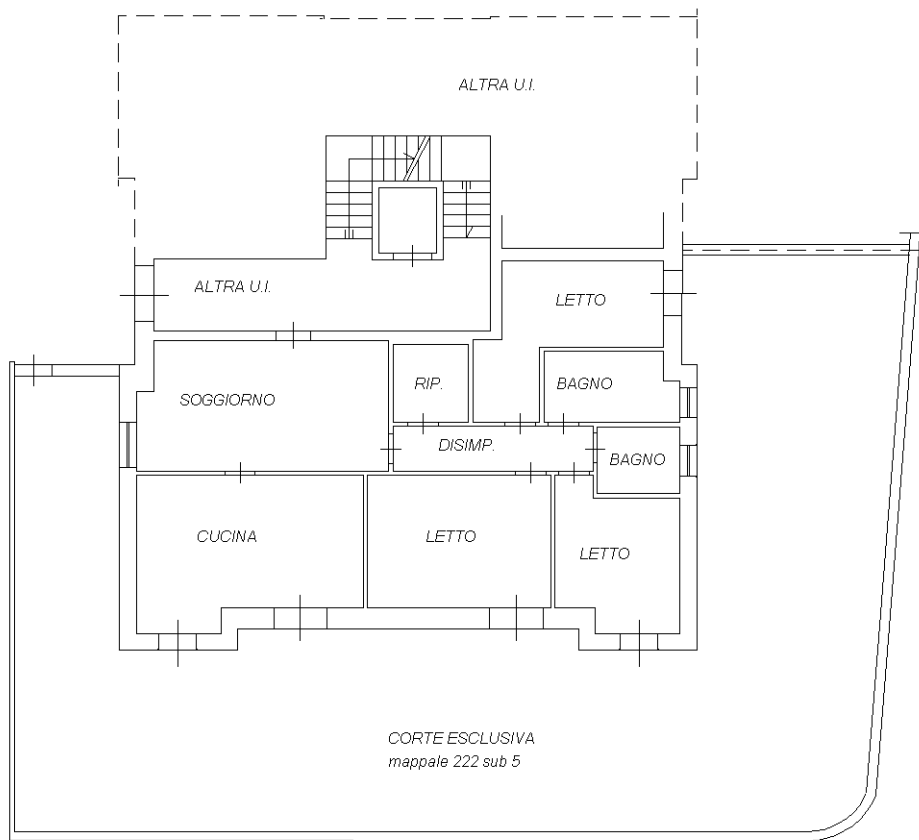 ALTRA U.I.
ALTRA U.I.
LETTO
RIP.
BAGNO
SOGGIORNO
DISIMP.
BAGNO
CUCINA
LETTO
LETTO
CORTE ESCLUSIVA
mappale 222 sub 5